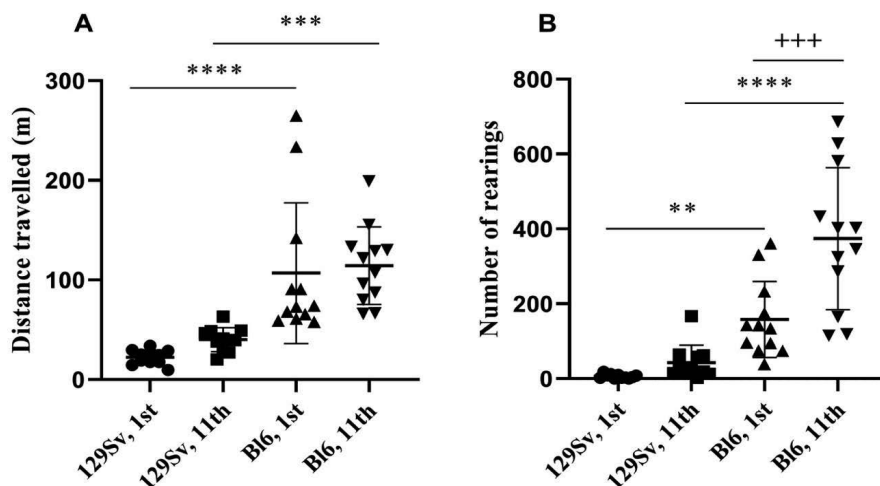 A
***
****
300
200
100
0
Distance travelled (m)
129Sv, 1st
129Sv, 11th
Bl6, 1st
Bl6, 11th
B
+++
****
**
800
600
400
200
0
Number of rearings
129Sv, 1st
129Sv, 11th
Bl6, 1st
Bl6, 11th